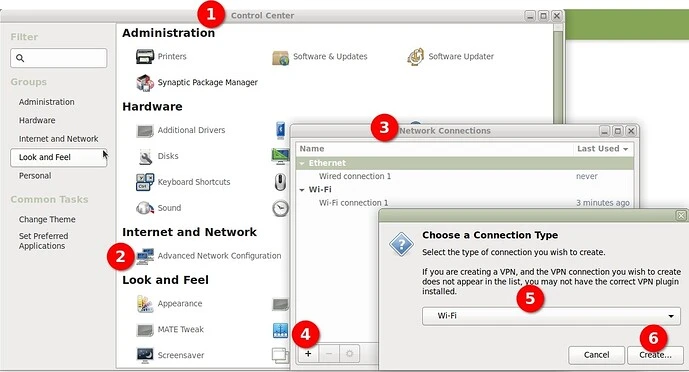 1
Control Center
Filter
Groups
Administration
Hardware
Internet and Network
Look and Feel
Personal
Common Tasks
Change Theme
Set Preferred
Applications
Administration
Printers
Software & Updates
Software Updater
Synaptic Package Manager
Hardware
Additional Drivers
Disks
Keyboard Shortcuts
Sound
Internet and Network
2
Advanced Network Configuration
Look and Feel
Appearance
MATE Tweak
Screensaver
3
Network Connections
Name
Last Used
Ethernet
Wired connection 1
never
Wi-Fi
Wi-Fi connection 1
3 minutes ago
4
+
Choose a Connection Type
Select the type of connection you wish to create.
If you are creating a VPN, and the VPN connection you wish to create
does not appear in the list, you may not have the correct VPN plugin
installed.
5
Wi-Fi
6
Cancel
Create...